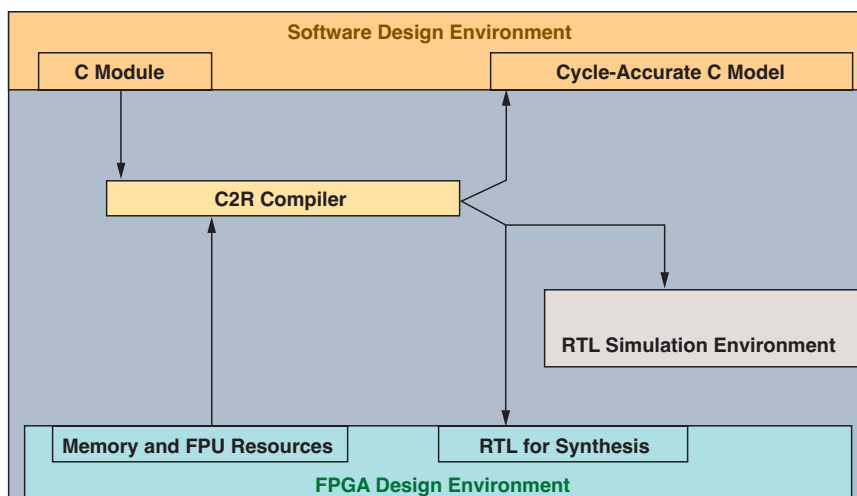 Software Design Environment
C Module
Cycle-Accurate C Model
C2R Compiler
RTL Simulation Environment
Memory and FPU Resources
RTL for Synthesis
FPGA Design Environment